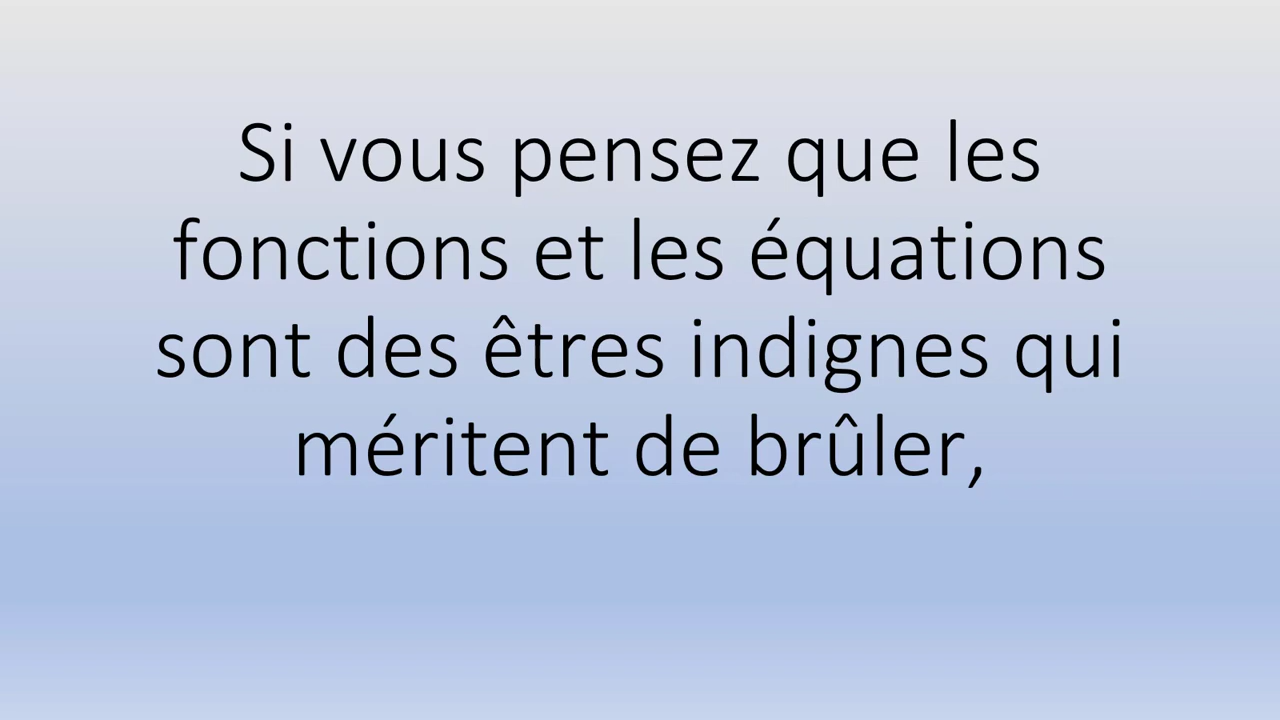 Si vous pensez que les
fonctions et les équations
sont des êtres indignes qui
méritent de brûler,